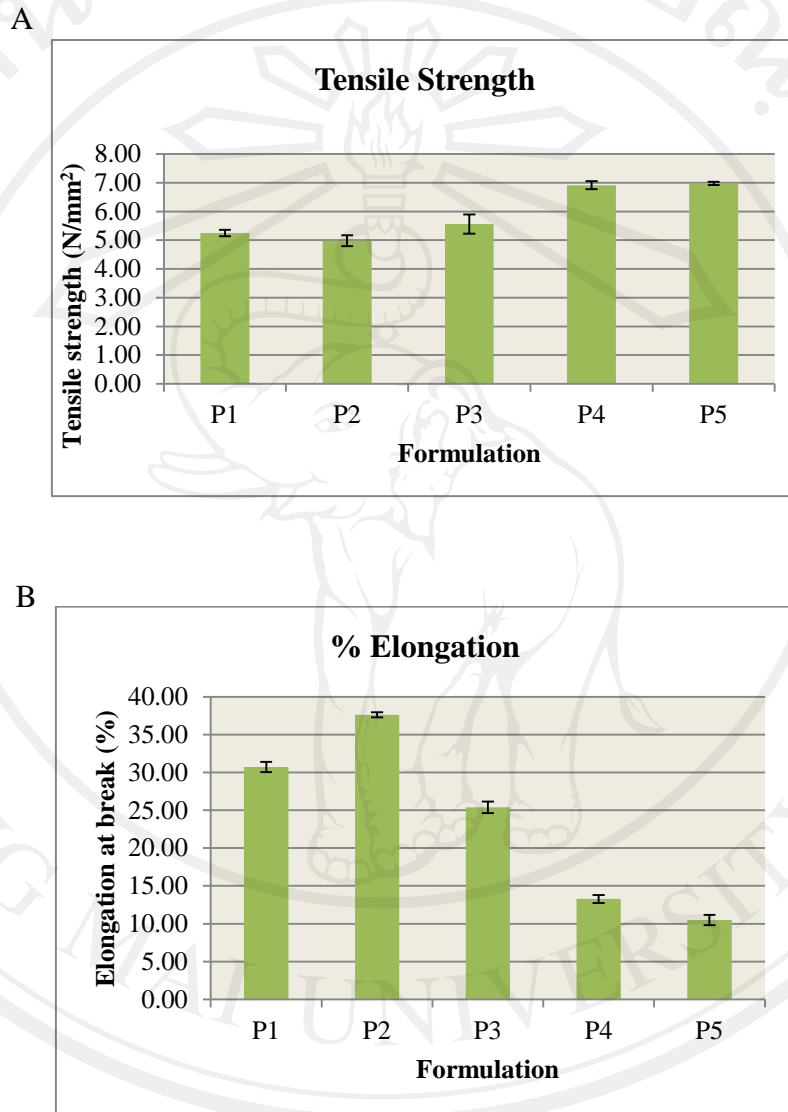 A
Tensile Strength
Tensile strength (N/mm²)
8.00
7.00
6.00
5.00
4.00
3.00
2.00
1.00
0.00
P1 P2 P3 P4 P5
Formulation
B
% Elongation
Elongation at break (%)
40.00
35.00
30.00
25.00
20.00
15.00
10.00
5.00
0.00
P1 P2 P3 P4 P5
Formulation
G MAI UNIVERSITY